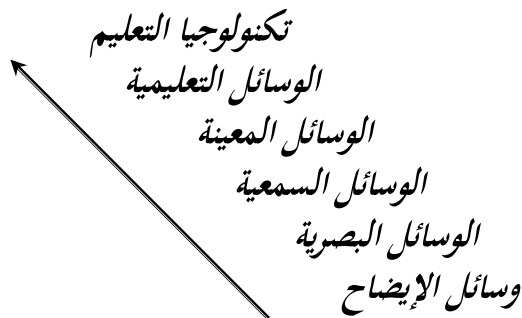 تكنولوجيا التعليم
الوسائل التعليمية
الوسائل المعينة
الوسائل السمعية
الوسائل البصرية
وسائل الإيضاح